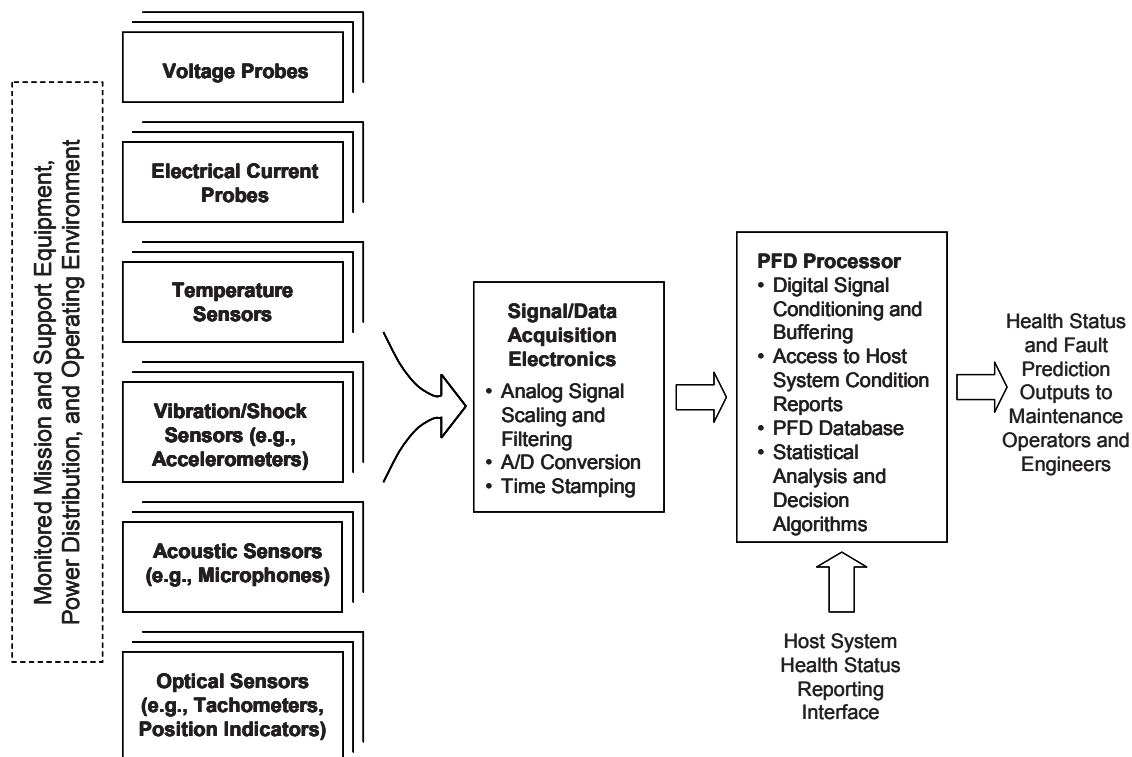 Monitored Mission and Support Equipment,
Power Distribution, and Operating Environment
Voltage Probes
Electrical Current
Probes
Temperature
Sensors
Vibration/Shock
Sensors (e.g.,
Accelerometers)
Acoustic Sensors
(e.g., Microphones)
Optical Sensors
(e.g., Tachometers,
Position Indicators)
Signal/Data
Acquisition
Electronics
• Analog Signal
Scaling and
Filtering
• A/D Conversion
• Time Stamping
PFD Processor
• Digital Signal
Conditioning and
Buffering
• Access to Host
System Condition
Reports
• PFD Database
• Statistical
Analysis and
Decision
Algorithms
Host System
Health Status
Reporting
Interface
Health Status
and Fault
Prediction
Outputs to
Maintenance
Operators and
Engineers